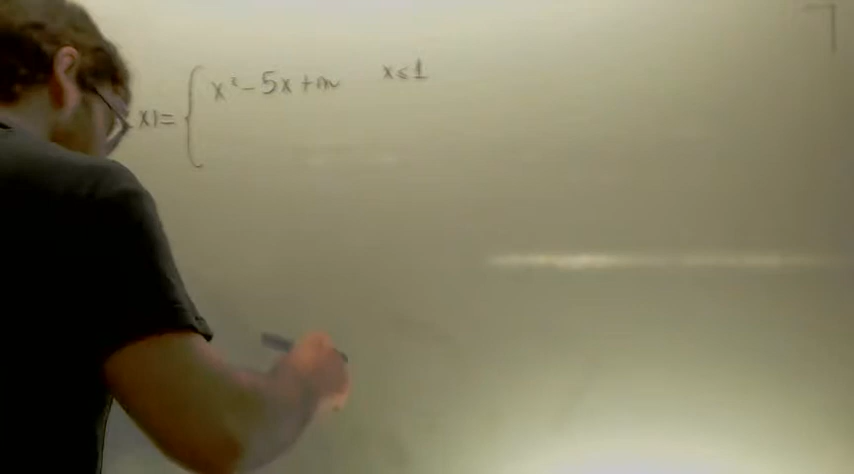 x)= { x² - 5x + m x ≤ 1